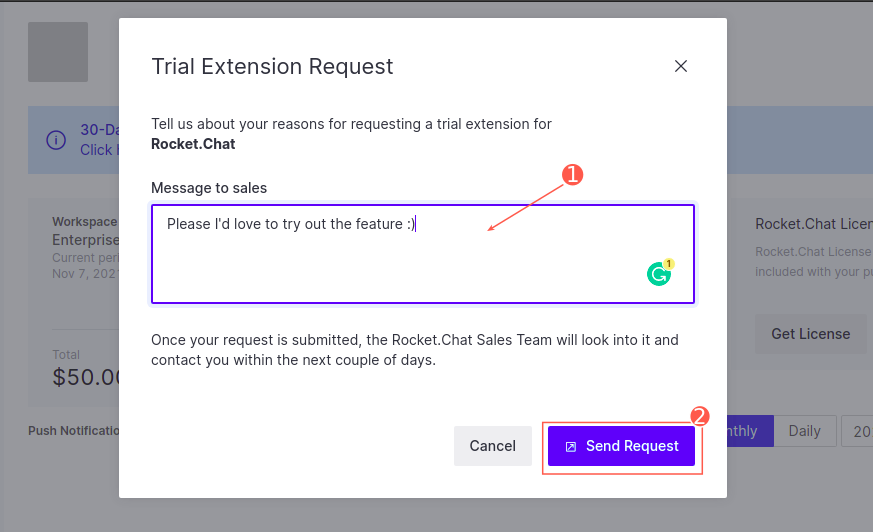 Trial Extension Request
Tell us about your reasons for requesting a trial extension for
Rocket.Chat
Message to sales
1
Please I'd love to try out the feature :)
1
Once your request is submitted, the Rocket.Chat Sales Team will look into it and
contact you within the next couple of days.
2
Cancel
Send Request
30-Da
Click
Workspace
Enterprise
Current peri
Nov 7, 202
Total
$50.00
Push Notificatio
Rocket.Chat Licen
Rocket.Chat License
included with your pu
Get License
nthly
Daily
20